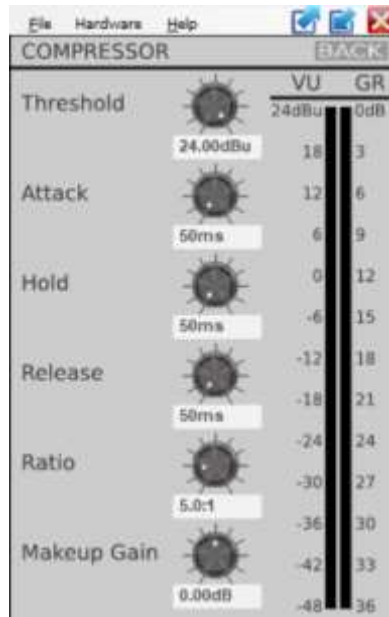 File Hardware Help
COMPRESSOR BACK
VU GR
Threshold 24dBu 0dB
24.00dBu 18 3
Attack 12 6
50ms 6 9
Hold 0 12
50ms -6 15
Release -12 18
50ms -18 21
Ratio -24 24
5.0:1 -30 27
-36 30
Makeup Gain -42 33
0.00dB -48 36